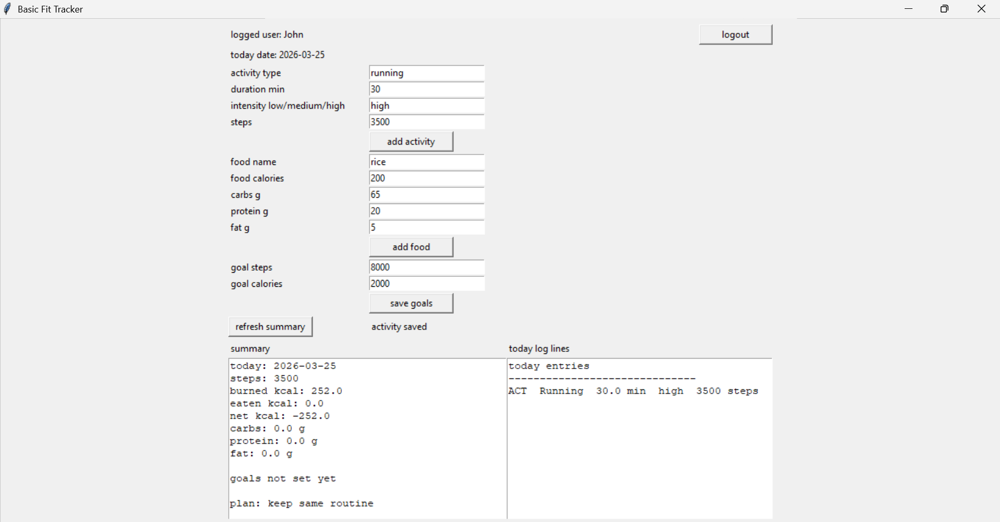 Basic Fit Tracker
logged user: John
logout
today date: 2026-03-25
activity type running
duration min 30
intensity low/medium/high high
steps 3500
add activity
food name rice
food calories 200
carbs g 65
protein g 20
fat g 5
add food
goal steps 8000
goal calories 2000
save goals
refresh summary activity saved
summary
today: 2026-03-25
steps: 3500
burned kcal: 252.0
eaten kcal: 0.0
net kcal: -252.0
carbs: 0.0 g
protein: 0.0 g
fat: 0.0 g
goals not set yet
plan: keep same routine
today log lines
today entries
------------------------------
ACT  Running  30.0 min  high  3500 steps